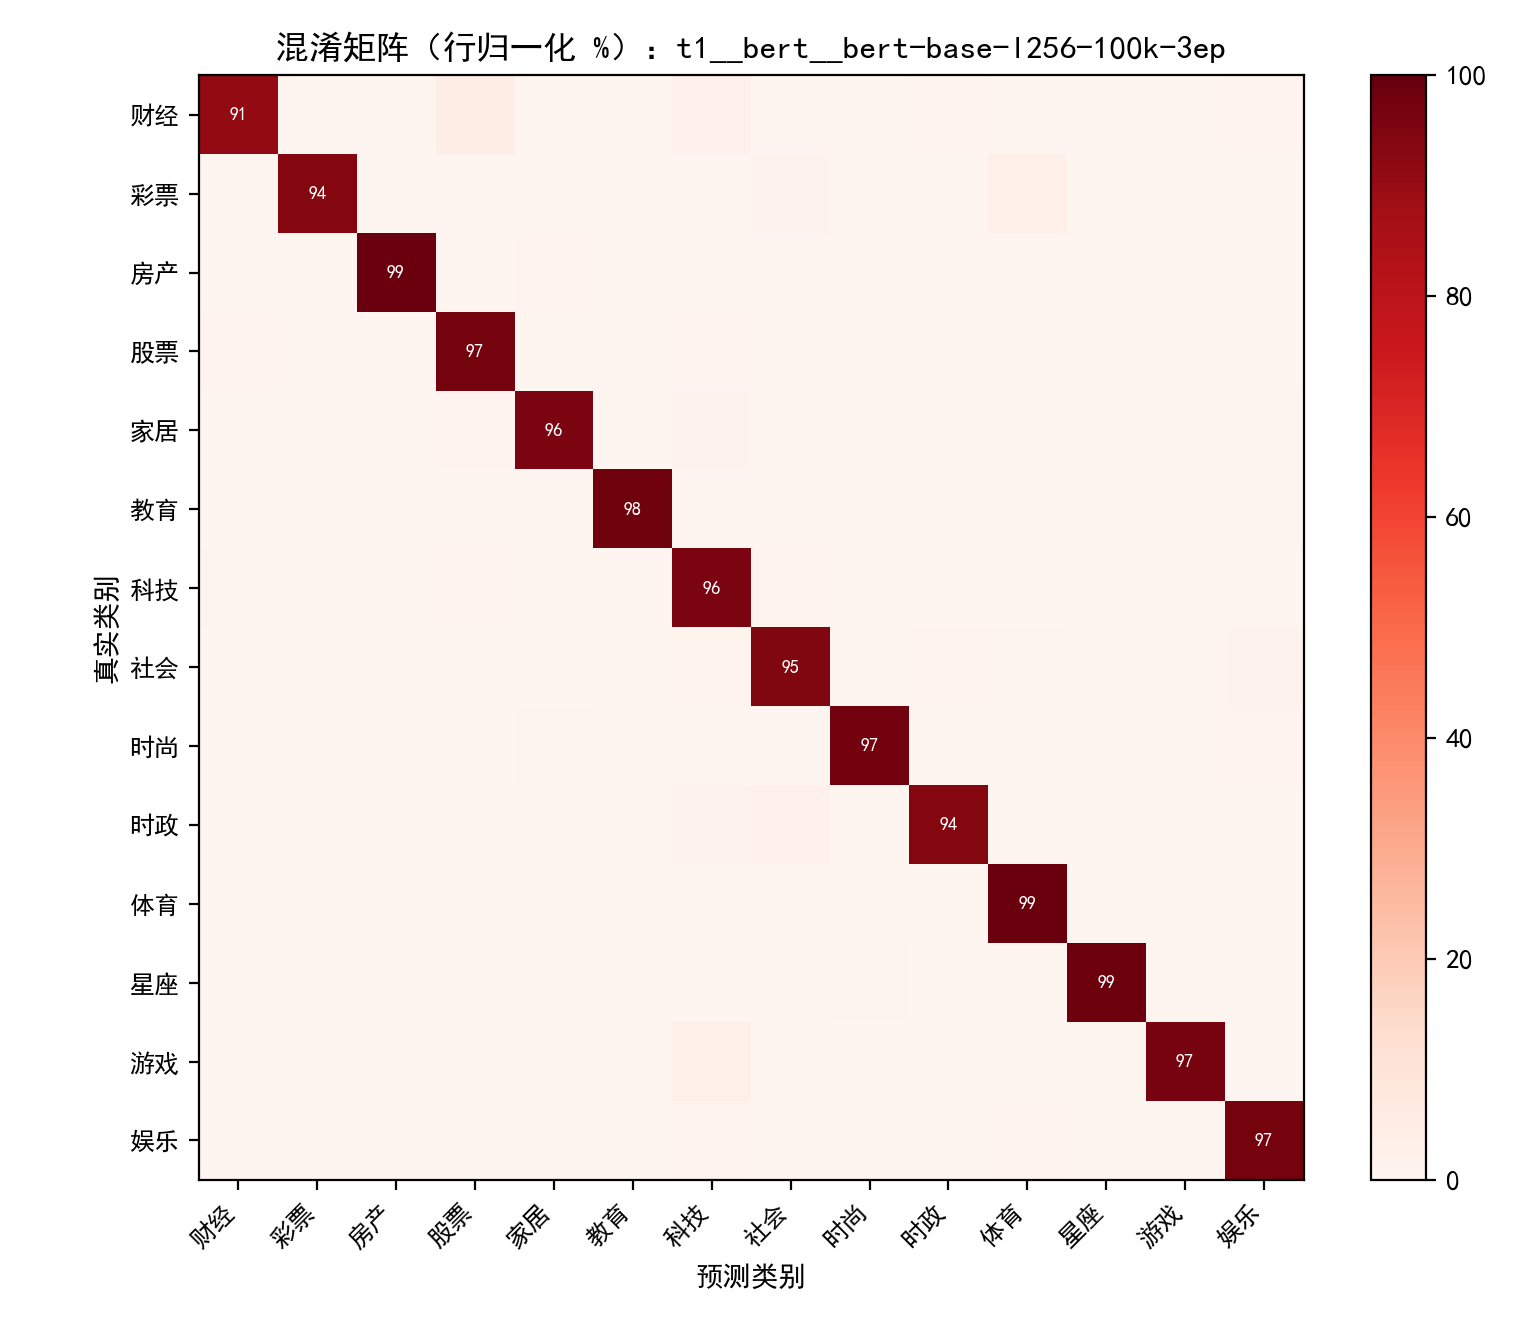 混淆矩阵（行归一化 %）：t1__bert__bert-base-l256-100k-3ep
真实类别
财经
彩票
房产
股票
家居
教育
科技
社会
时尚
时政
体育
星座
游戏
娱乐
91
94
99
97
96
98
96
95
97
94
99
99
97
97
财经
彩票
房产
股票
家居
教育
科技
社会
时尚
时政
体育
星座
游戏
娱乐
预测类别
100
80
60
40
20
0